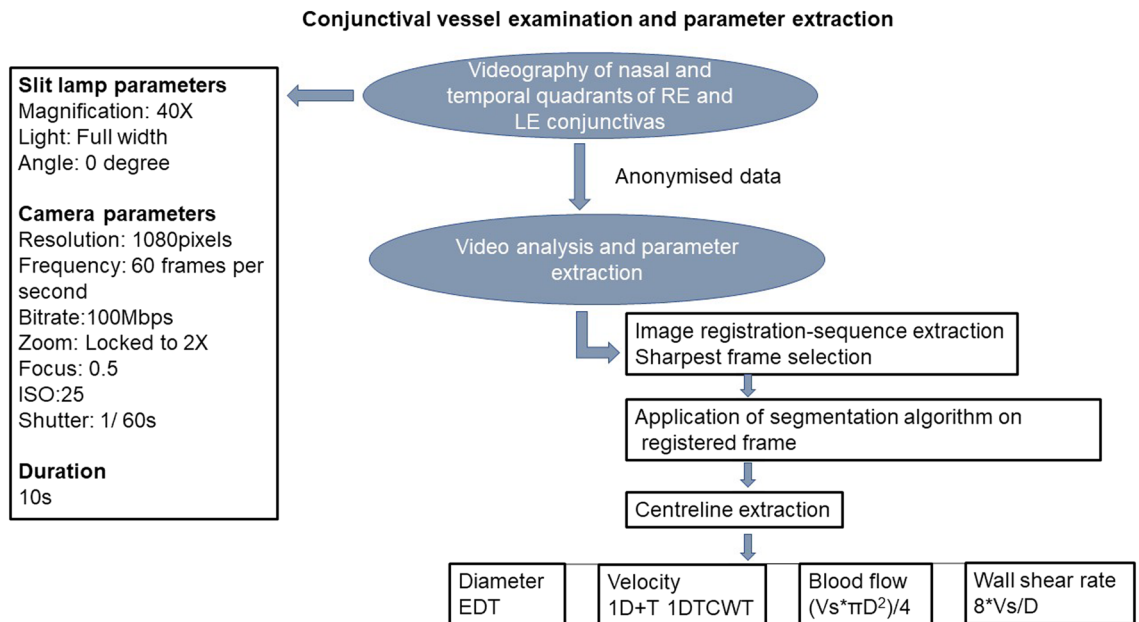 Conjunctival vessel examination and parameter extraction
Videography of nasal and
temporal quadrants of RE and
LE conjunctivas
Slit lamp parameters
Magnification: 40X
Light: Full width
Angle: 0 degree
Camera parameters
Resolution: 1080pixels
Frequency: 60 frames per
second
Bitrate:100Mbps
Zoom: Locked to 2X
Focus: 0.5
ISO:25
Shutter: 1/ 60s
Duration
10s
Anonymised data
Video analysis and parameter
extraction
Image registration-sequence extraction
Sharpest frame selection
Application of segmentation algorithm on
registered frame
Centreline extraction
Diameter
EDT
Velocity
1D+T 1DTCWT
Blood flow
(Vs*πD²)/4
Wall shear rate
8*Vs/D